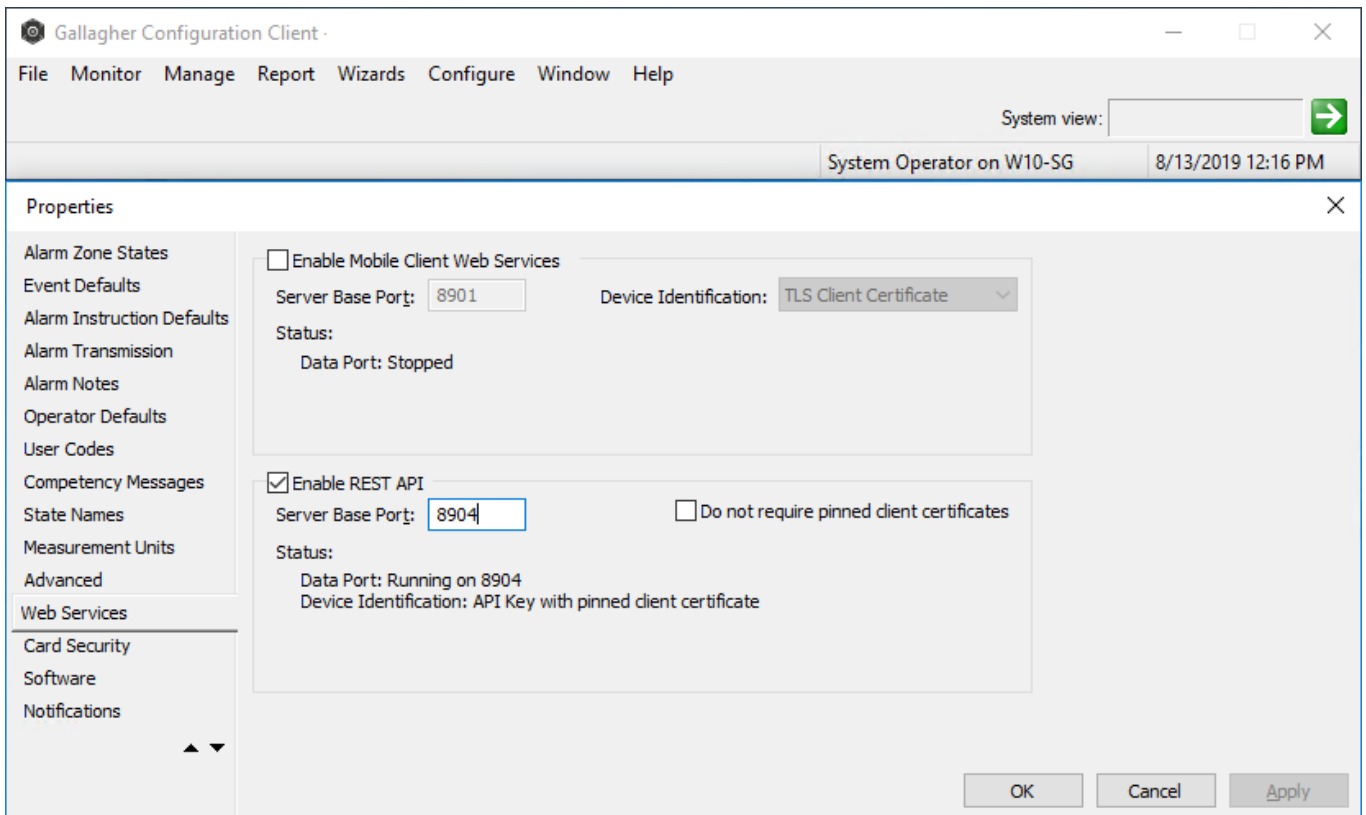 Gallagher Configuration Client -
File Monitor Manage Report Wizards Configure Window Help
System view:
System Operator on W10-SG 8/13/2019 12:16 PM
Properties
Alarm Zone States
Event Defaults
Alarm Instruction Defaults
Alarm Transmission
Alarm Notes
Operator Defaults
User Codes
Competency Messages
State Names
Measurement Units
Advanced
Web Services
Card Security
Software
Notifications
Enable Mobile Client Web Services
Server Base Port: 8901 Device Identification: TLS Client Certificate
Status:
Data Port: Stopped
Enable REST API
Server Base Port: 8904 Do not require pinned client certificates
Status:
Data Port: Running on 8904
Device Identification: API Key with pinned client certificate
OK Cancel Apply